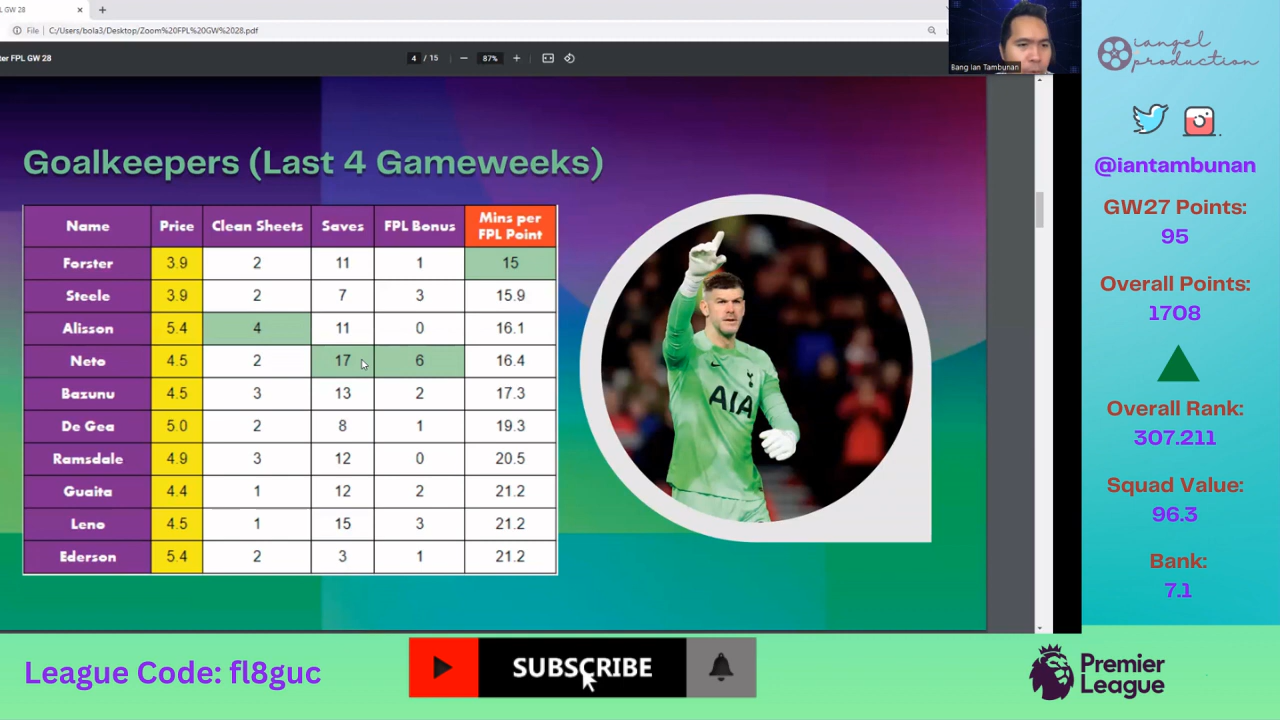 GW 28
File C:/Users/bola3/Desktop/Zoom%20FPL%20GW%2028.pdf
ter FPL GW 28
4 / 15
87%
Bang Ian Tambunan
Goalkeepers (Last 4 Gameweeks)
Name Price Clean Sheets Saves FPL Bonus Mins per FPL Point
Forster 3.9 2 11 1 15
Steele 3.9 2 7 3 15.9
Alisson 5.4 4 11 0 16.1
Neto 4.5 2 17 6 16.4
Bazunu 4.5 3 13 2 17.3
De Gea 5.0 2 8 1 19.3
Ramsdale 4.9 3 12 0 20.5
Guaita 4.4 1 12 2 21.2
Leno 4.5 1 15 3 21.2
Ederson 5.4 2 3 1 21.2
AIA
iangel
production
@iantambunan
GW27 Points:
95
Overall Points:
1708
Overall Rank:
307.211
Squad Value:
96.3
Bank:
7.1
League Code: fl8guc
SUBSCRIBE
Premier
League